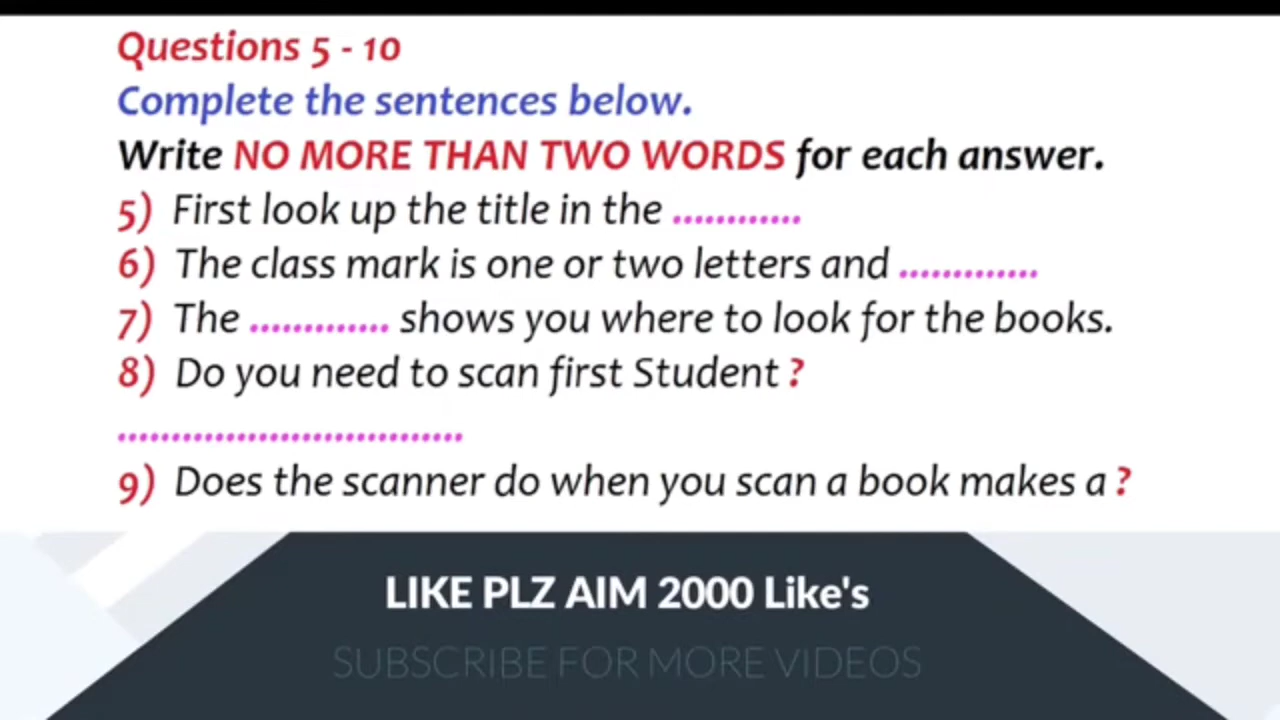 Questions 5 - 10
Complete the sentences below.
Write NO MORE THAN TWO WORDS for each answer.
5) First look up the title in the ............
6) The class mark is one or two letters and .............
7) The ............. shows you where to look for the books.
8) Do you need to scan first Student ?
................................
9) Does the scanner do when you scan a book makes a ?
LIKE PLZ AIM 2000 Like's
SUBSCRIBE FOR MORE VIDEOS